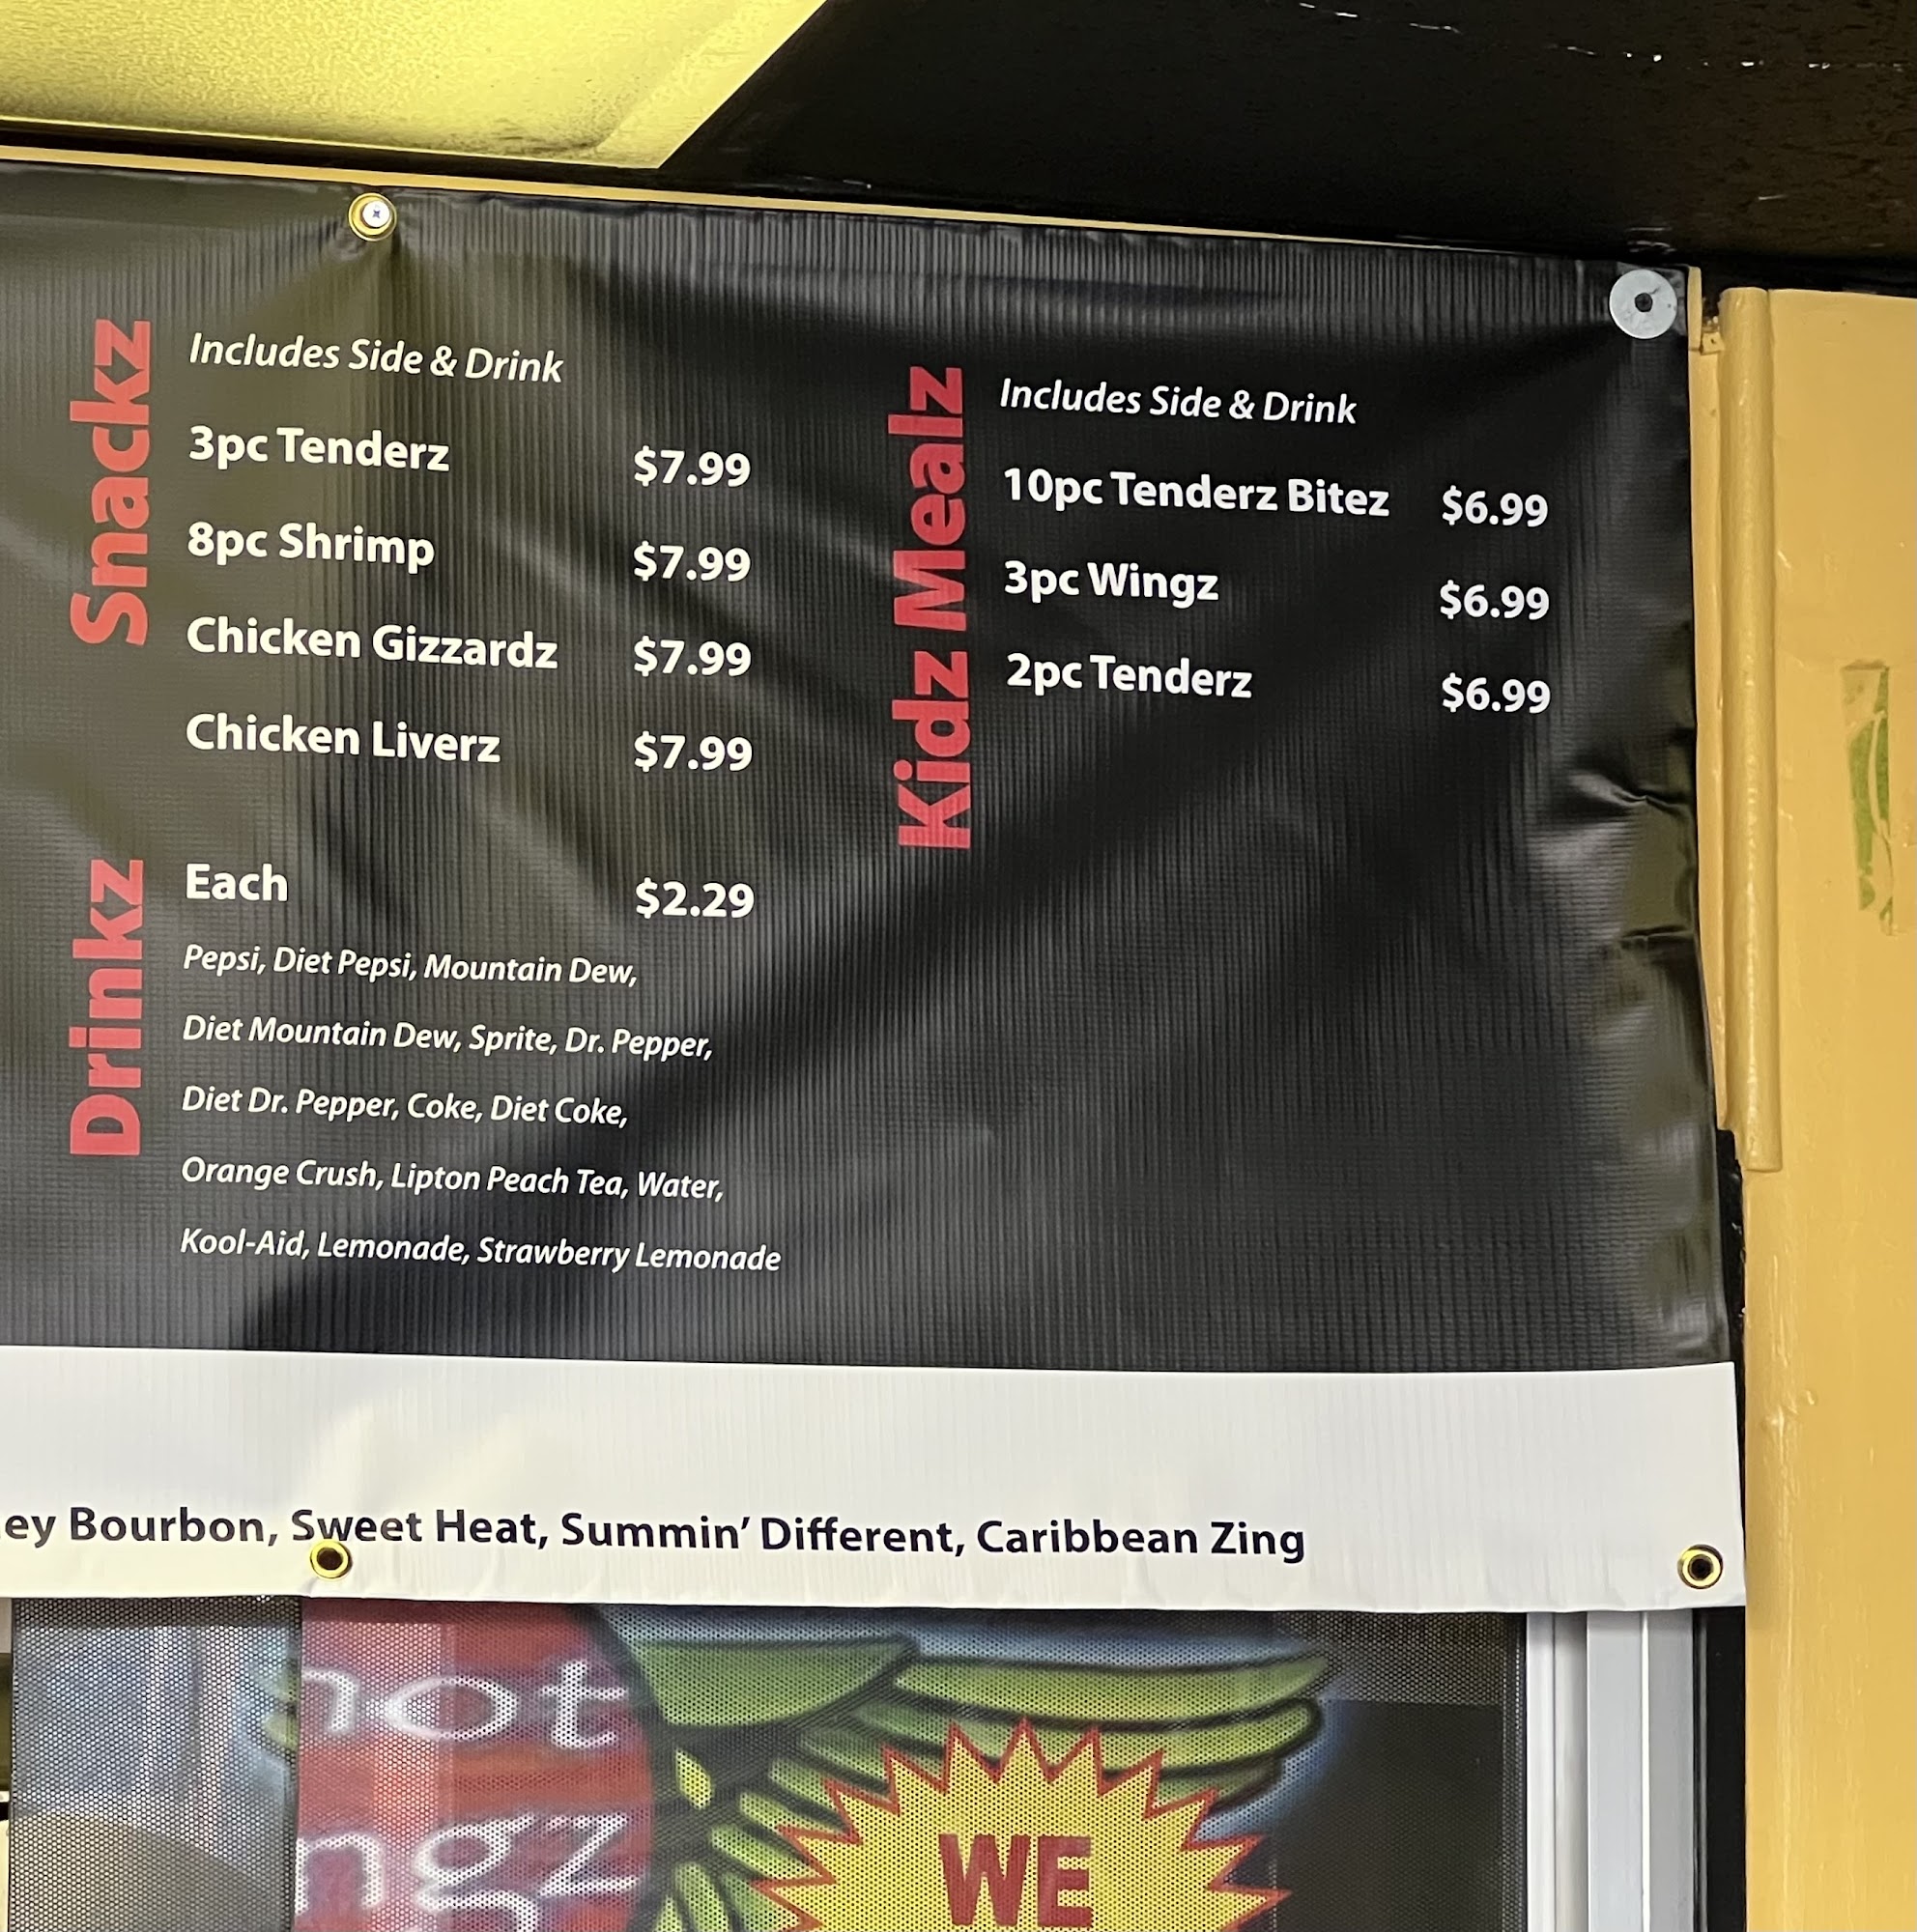 Snackz
Includes Side & Drink
3pc Tenderz $7.99
8pc Shrimp $7.99
Chicken Gizzardz $7.99
Chicken Liverz $7.99
Drinkz
Each $2.29
Pepsi, Diet Pepsi, Mountain Dew,
Diet Mountain Dew, Sprite, Dr. Pepper,
Diet Dr. Pepper, Coke, Diet Coke,
Orange Crush, Lipton Peach Tea, Water,
Kool-Aid, Lemonade, Strawberry Lemonade
Kidz Mealz
Includes Side & Drink
10pc Tenderz Bitez $6.99
3pc Wingz $6.99
2pc Tenderz $6.99
ey Bourbon, Sweet Heat, Summin' Different, Caribbean Zing
hot
ngz
WE